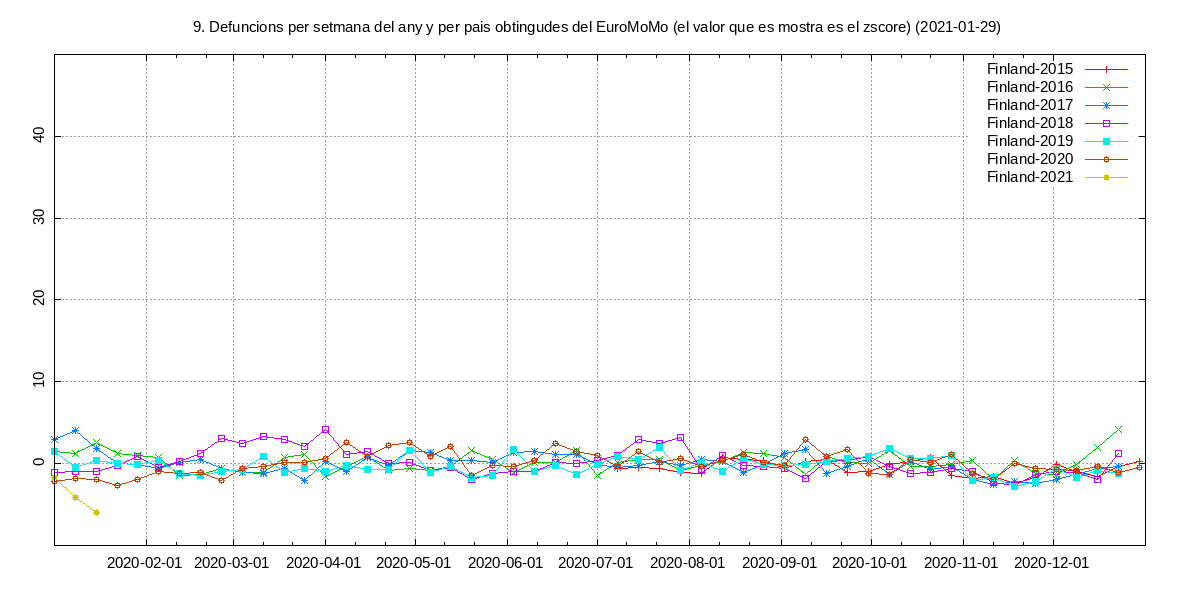 9. Defuncions per setmana del any y per pais obtingudes del EuroMoMo (el valor que es mostra es el zscore) (2021-01-29)
Finland-2015
Finland-2016
Finland-2017
Finland-2018
Finland-2019
Finland-2020
Finland-2021
40
30
20
10
0
2020-02-01 2020-03-01 2020-04-01 2020-05-01 2020-06-01 2020-07-01 2020-08-01 2020-09-01 2020-10-01 2020-11-01 2020-12-01